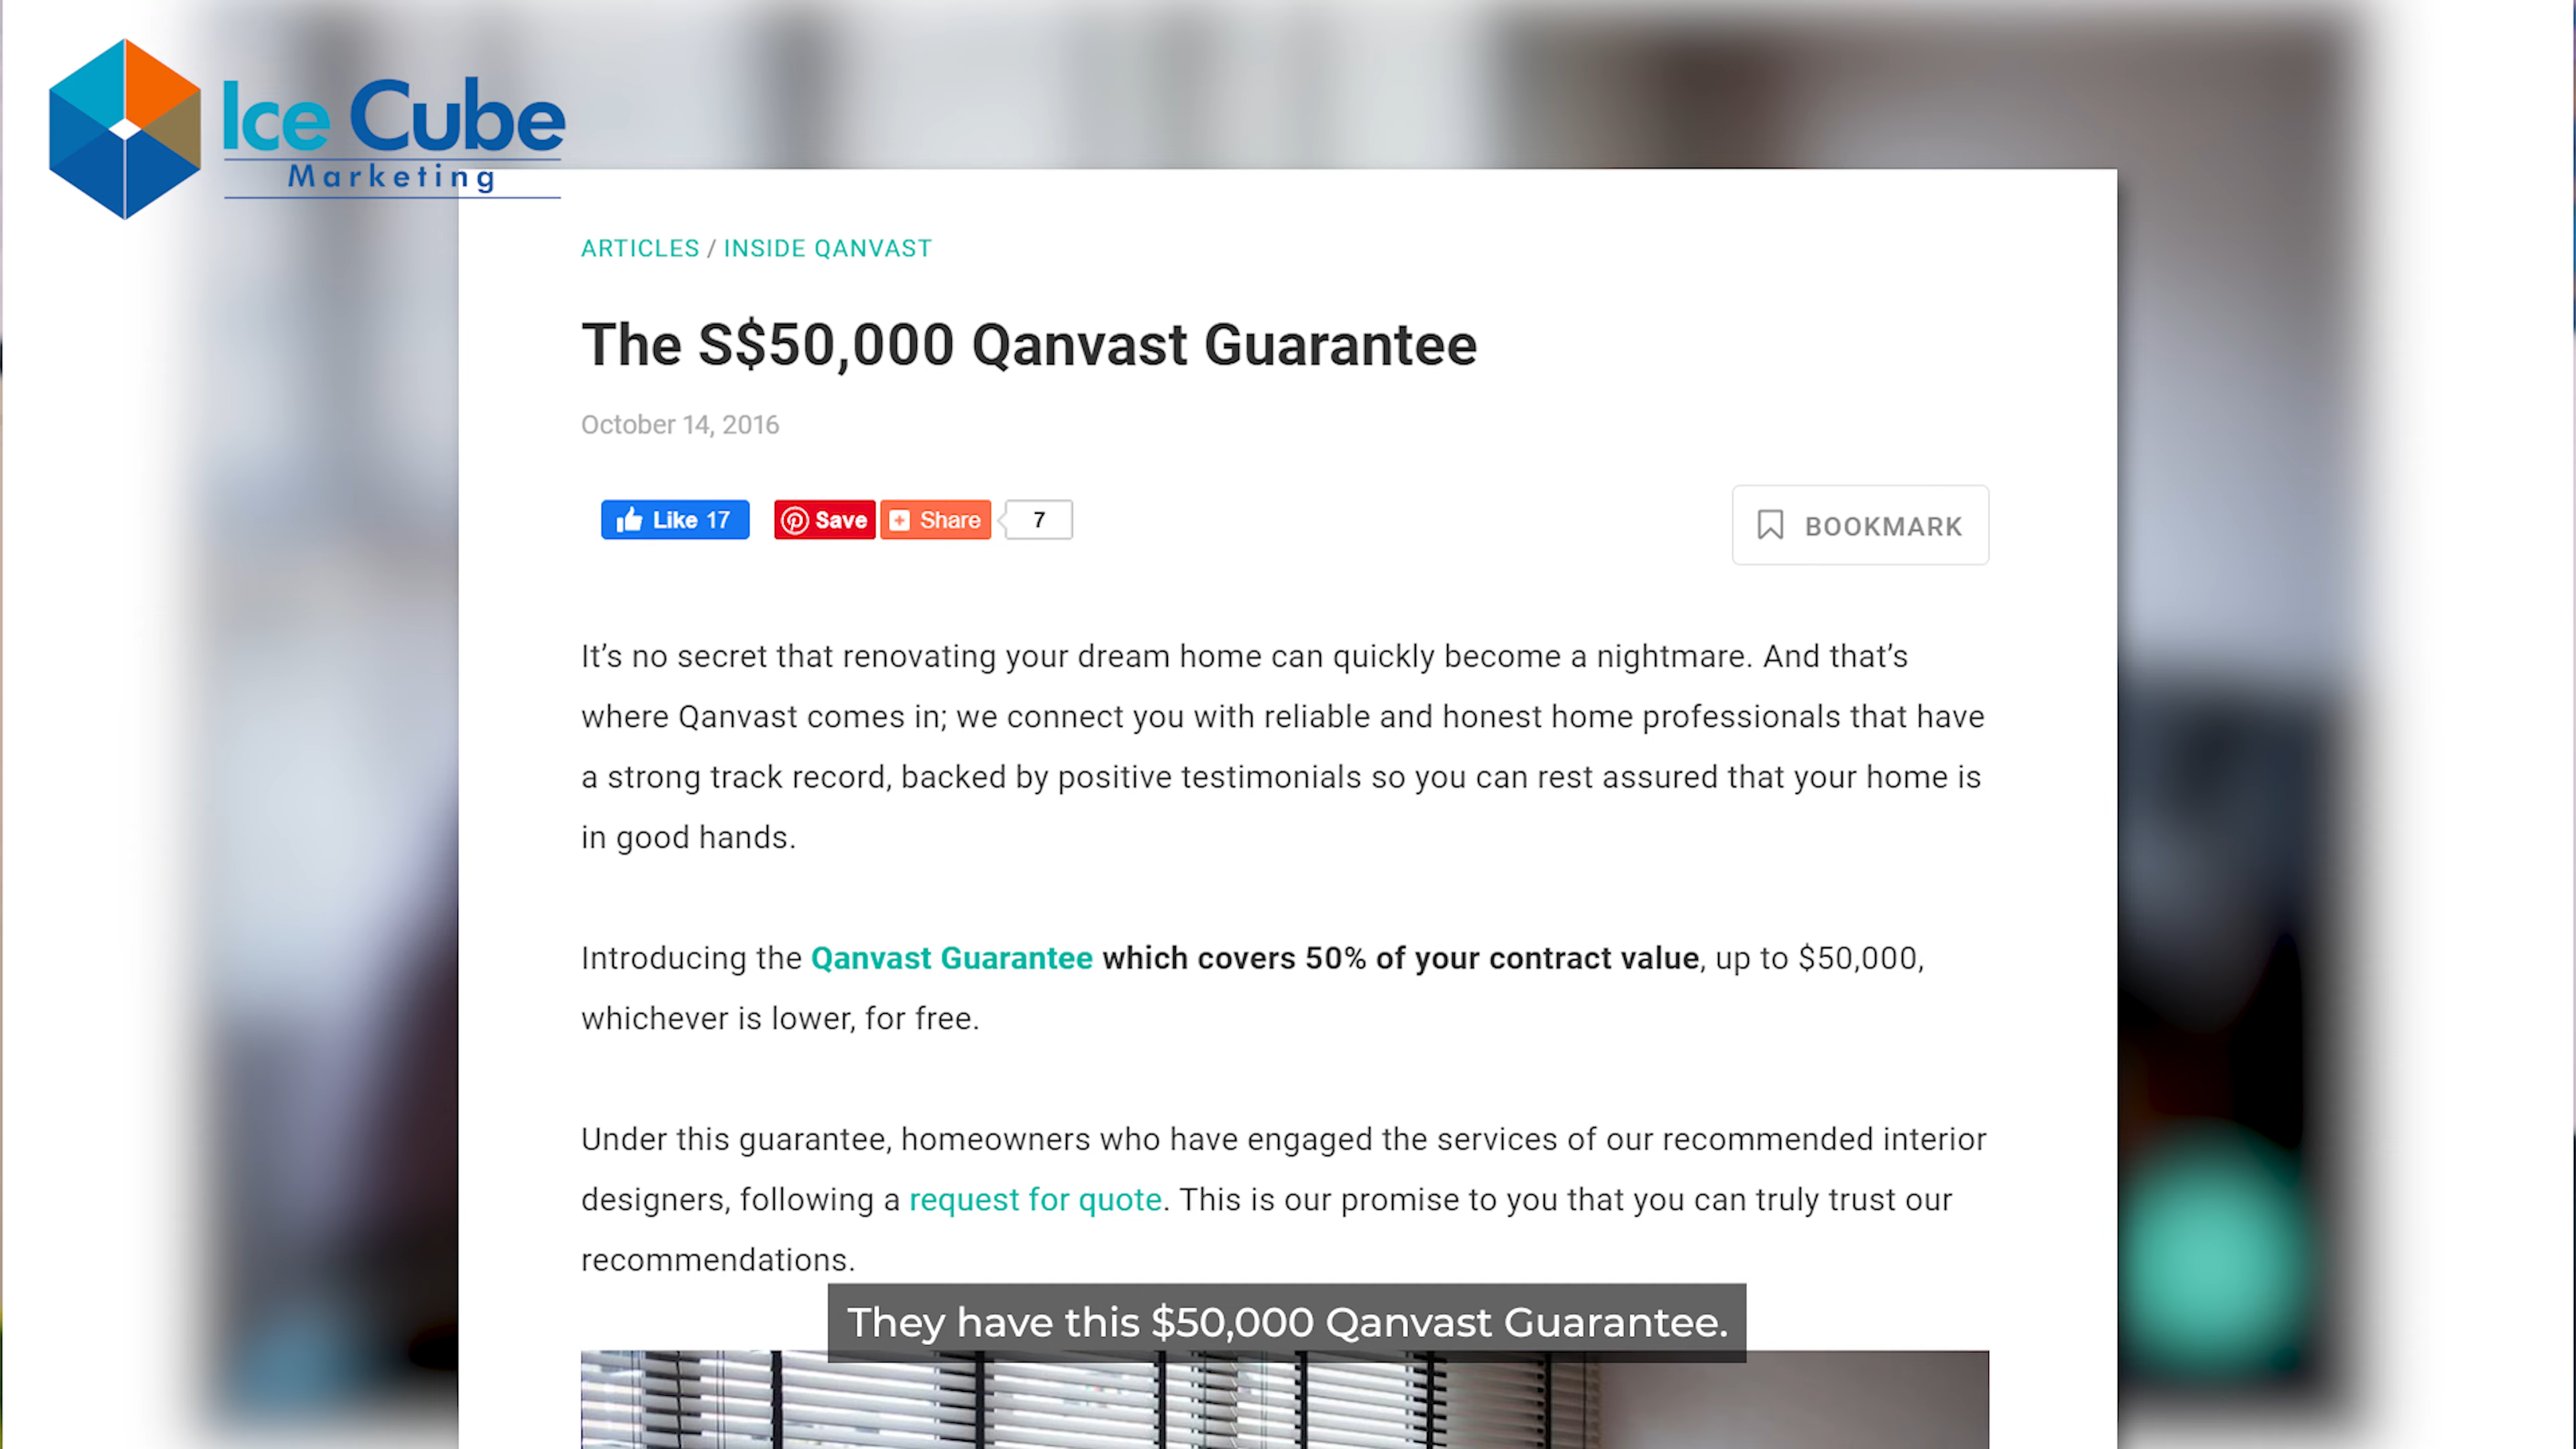 Ice Cube
Marketing
ARTICLES / INSIDE QANVAST
The S$50,000 Qanvast Guarantee
October 14, 2016
Like 17
Save
Share
7
BOOKMARK
It’s no secret that renovating your dream home can quickly become a nightmare. And that’s
where Qanvast comes in; we connect you with reliable and honest home professionals that have
a strong track record, backed by positive testimonials so you can rest assured that your home is
in good hands.
Introducing the Qanvast Guarantee which covers 50% of your contract value, up to $50,000,
whichever is lower, for free.
Under this guarantee, homeowners who have engaged the services of our recommended interior
designers, following a request for quote. This is our promise to you that you can truly trust our
recommendations.
They have this $50,000 Qanvast Guarantee.